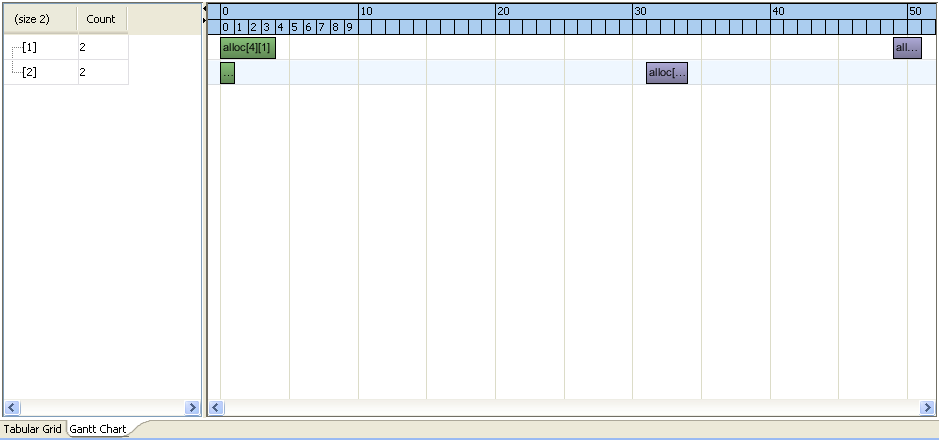 (size 2) Count 0 10 20 30 40 50
0 1 2 3 4 5 6 7 8 9
[1] 2 alloc[4][1] all...
[2] 2 ... alloc[...
Tabular Grid Gantt Chart